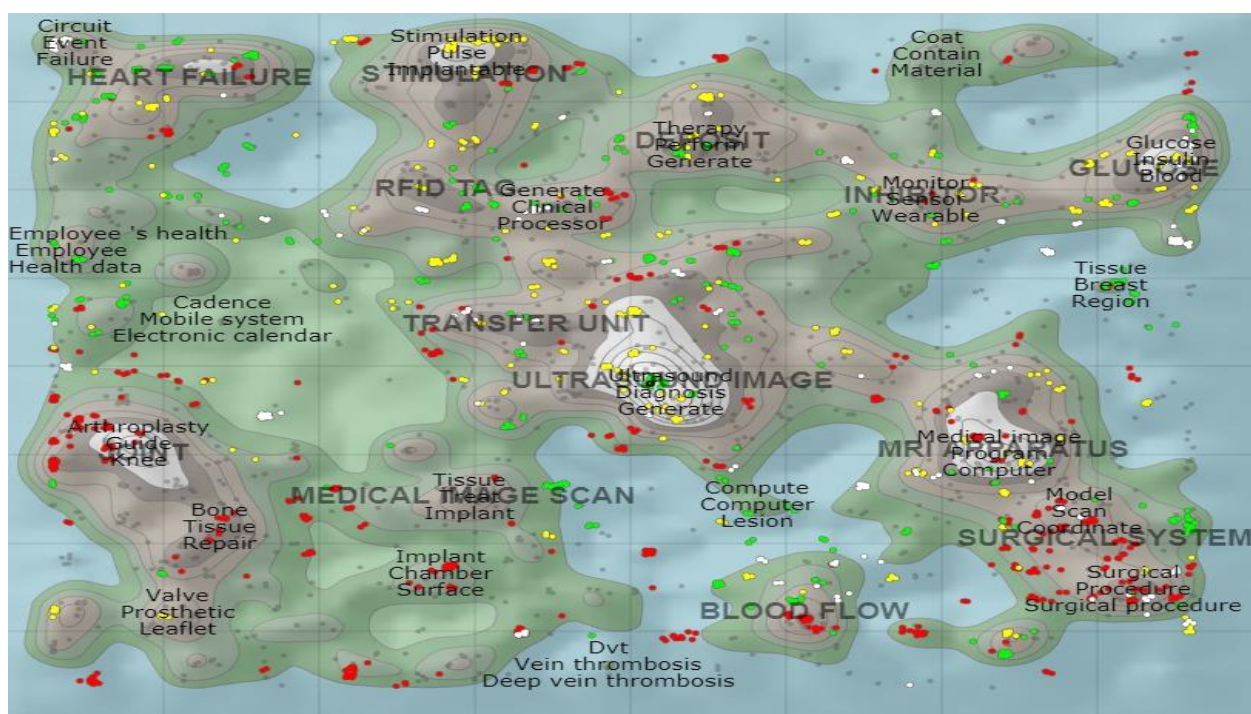 Circuit
Event
Failure
HEART FAILURE
Stimulation
Pulse
Implantable
STIMULATION
Coat
Contain
Material
Therapy
Perform
Generate
DEPOSIT
Glucose
Insulin
Blood
GLUCOSE
RFID TAG
Generate
Clinical
Processor
Monitor
Sensor
Wearable
INHIBITOR
Employee 's health
Employee
Health data
Tissue
Breast
Region
Cadence
Mobile system
Electronic calendar
TRANSFER UNIT
ULTRASOUND IMAGE
Ultrasound
Diagnosis
Generate
Arthroplasty
Guide
Knee
JOINT
Medical image
Program
Computer
MRI APPARATUS
MEDICAL IMAGE SCAN
Tissue
Treat
Implant
Compute
Computer
Lesion
Model
Scan
Coordinate
SURGICAL SYSTEM
Bone
Tissue
Repair
Implant
Chamber
Surface
Surgical
Procedure
Surgical procedure
Valve
Prosthetic
Leaflet
BLOOD FLOW
Dvt
Vein thrombosis
Deep vein thrombosis